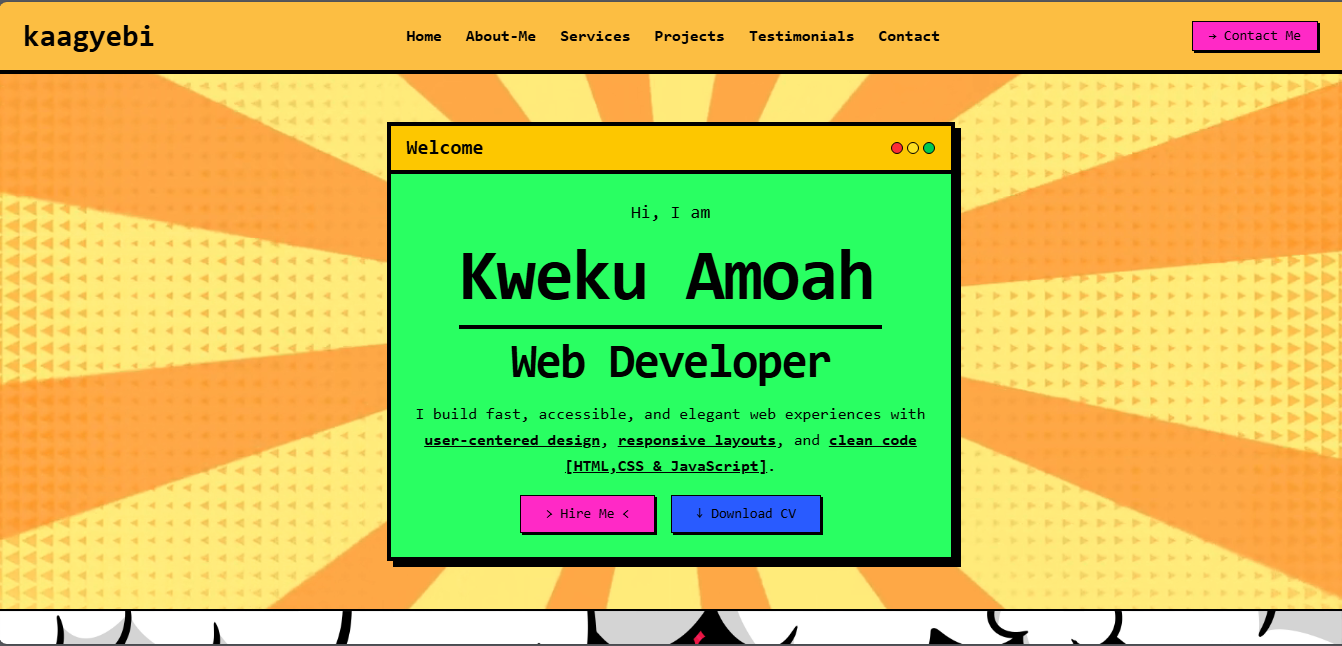 kaagyebi
Home About-Me Services Projects Testimonials Contact
→ Contact Me
Welcome
Hi, I am
Kweku Amoah
Web Developer
I build fast, accessible, and elegant web experiences with
user-centered design, responsive layouts, and clean code
[HTML,CSS & JavaScript].
> Hire Me <
↓ Download CV